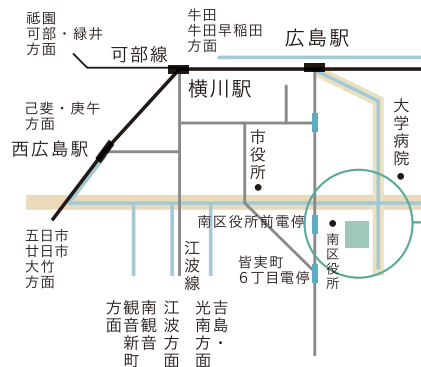 祗園
可部・緑井
方面
牛田
牛田早稲田
方面
可部線
広島駅
横川駅
己斐・庚午
方面
西広島駅
市役所
大学病院
南区役所前電停
南区役所
五日市
廿日市
大竹
方面
江波線
皆実町
6丁目電停
南観音
観音新町
方面
江波方面
吉島・
光南方面